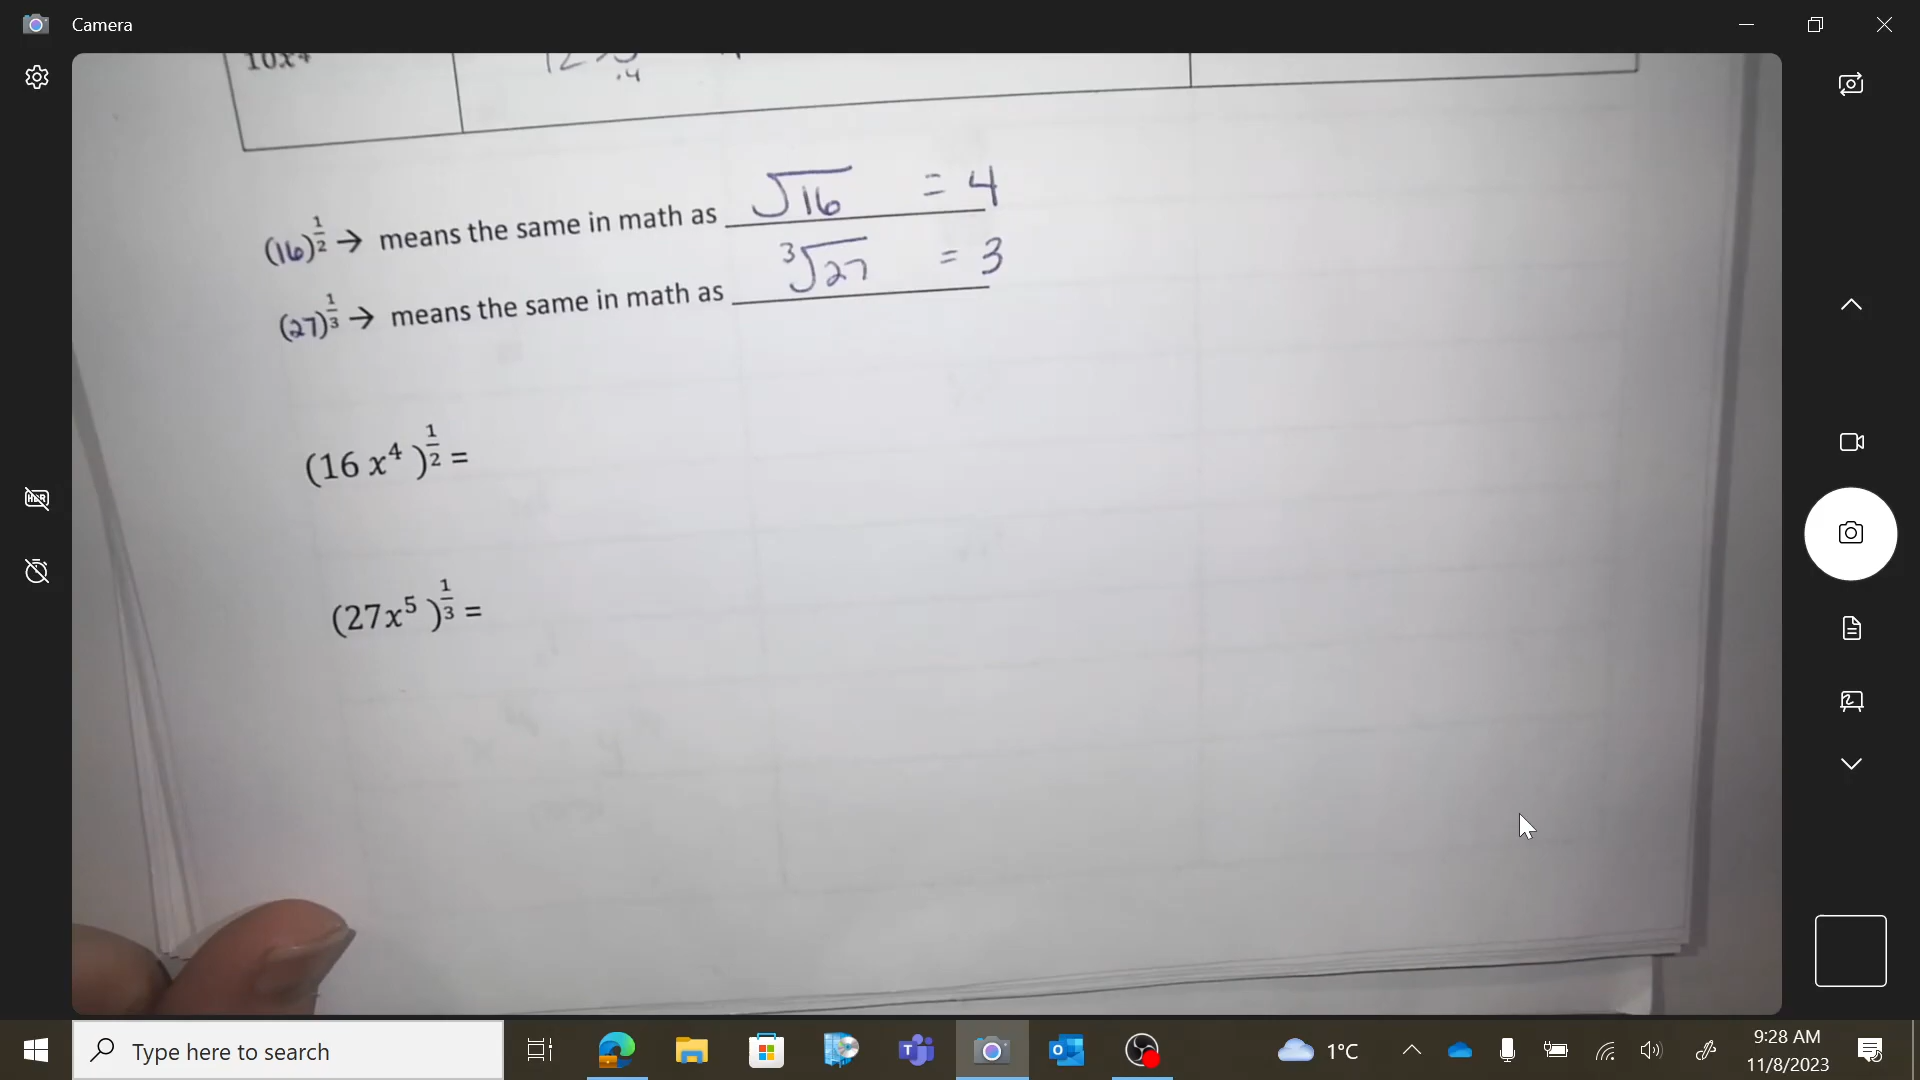 Camera
10x⁴
.4
(16)^{1/2} → means the same in math as √16 = 4
(27)^{1/3} → means the same in math as ³√27 = 3
(16 x⁴ )^{1/2} =
(27x⁵ )^{1/3} =
Type here to search
1°C
9:28 AM
11/8/2023